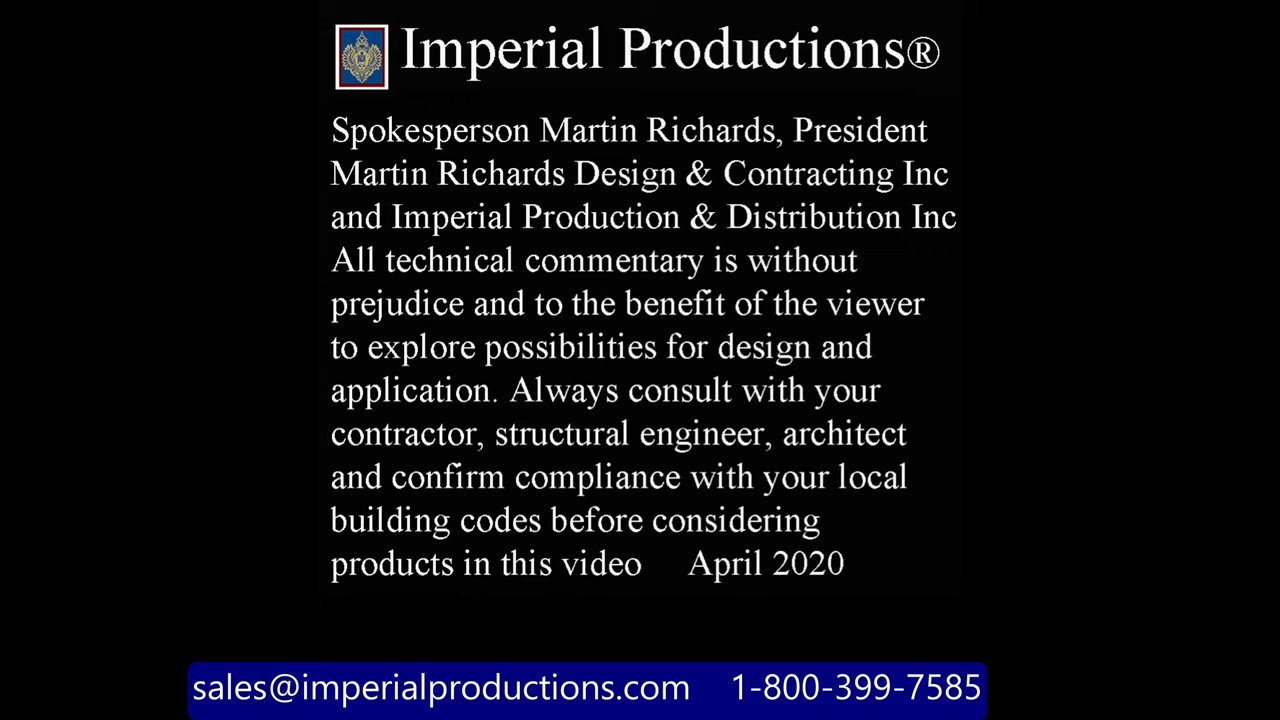 Imperial Productions®
Spokesperson Martin Richards, President
Martin Richards Design & Contracting Inc
and Imperial Production & Distribution Inc
All technical commentary is without
prejudice and to the benefit of the viewer
to explore possibilities for design and
application. Always consult with your
contractor, structural engineer, architect
and confirm compliance with your local
building codes before considering
products in this video April 2020
sales@imperialproductions.com 1-800-399-7585